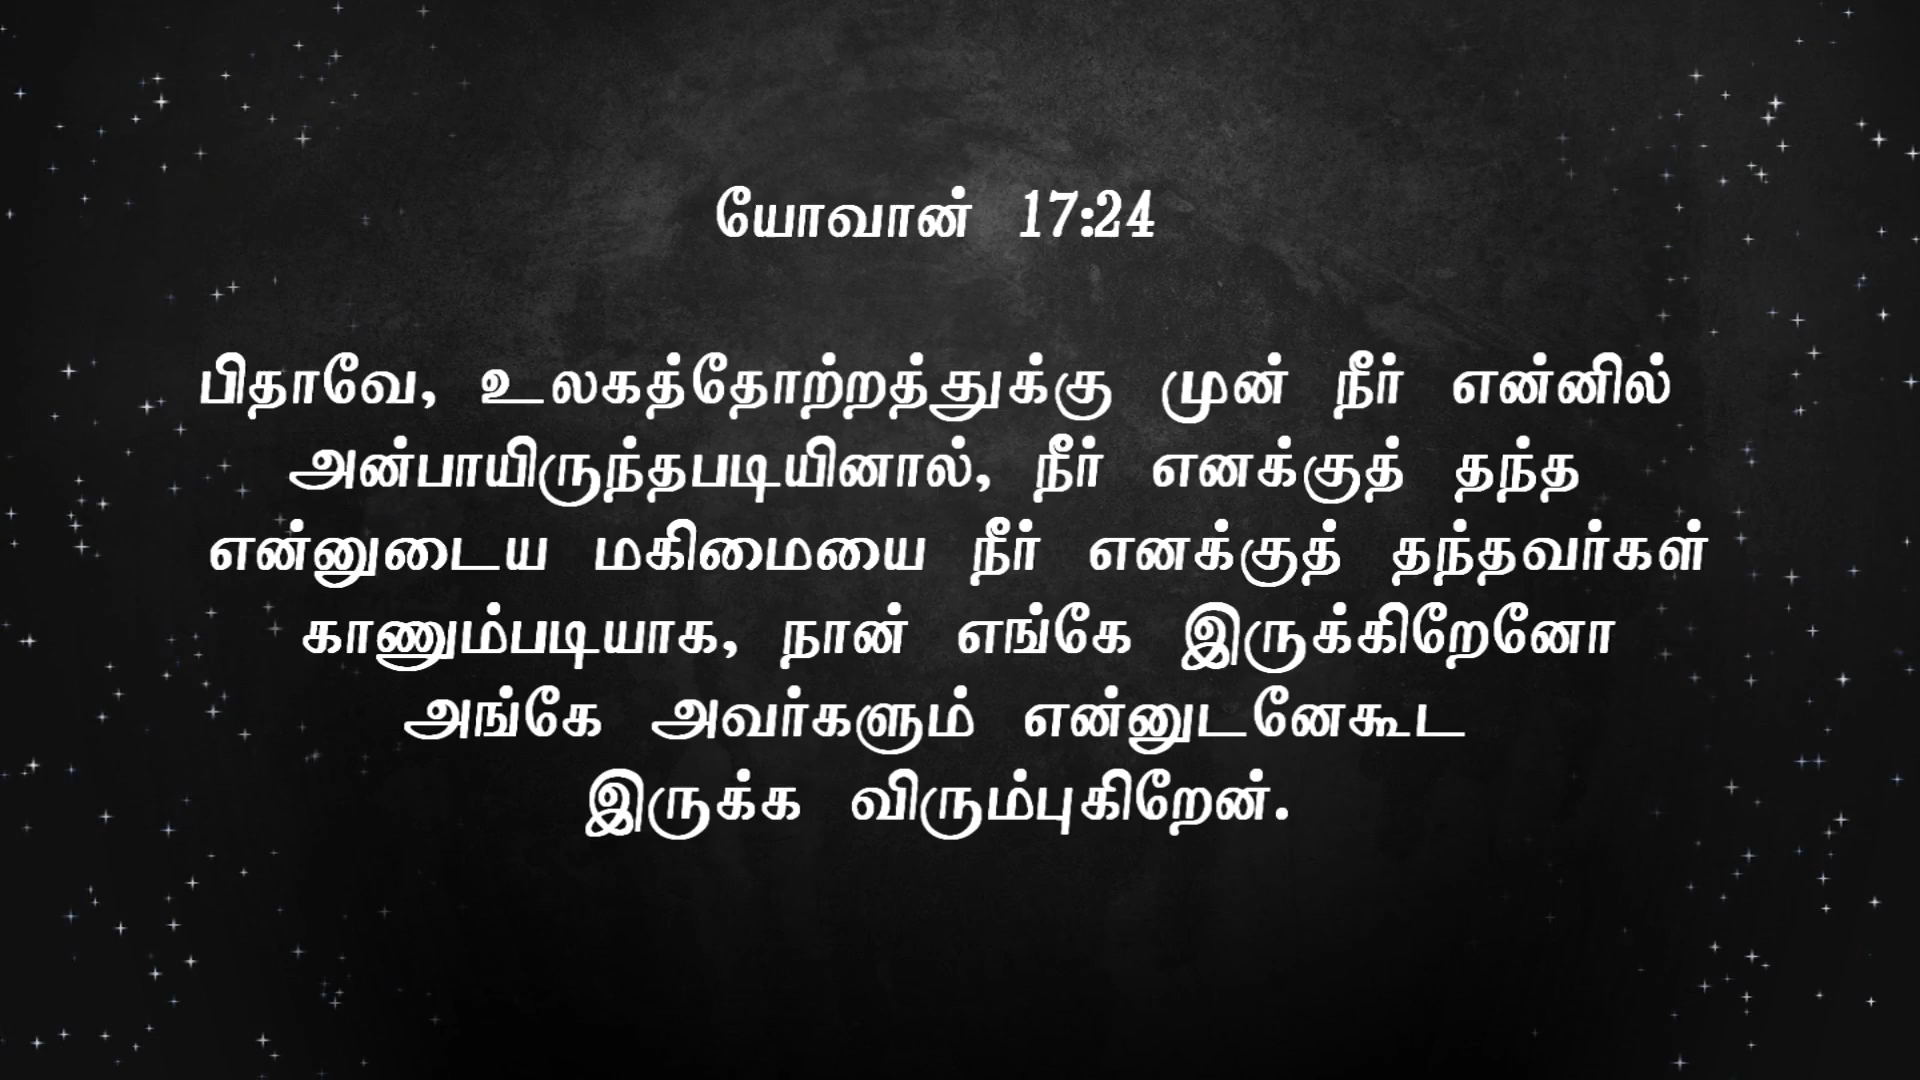 யோவான் 17:24
பிதாவே, உலகத்தோற்றத்துக்கு முன் நீர் என்னில்
அன்பாயிருந்தபடியினால், நீர் எனக்குத் தந்த
என்னுடைய மகிமையை நீர் எனக்குத் தந்தவர்கள்
காணும்படியாக, நான் எங்கே இருக்கிறேனோ
அங்கே அவர்களும் என்னுடனேகூட
இருக்க விரும்புகிறேன்.